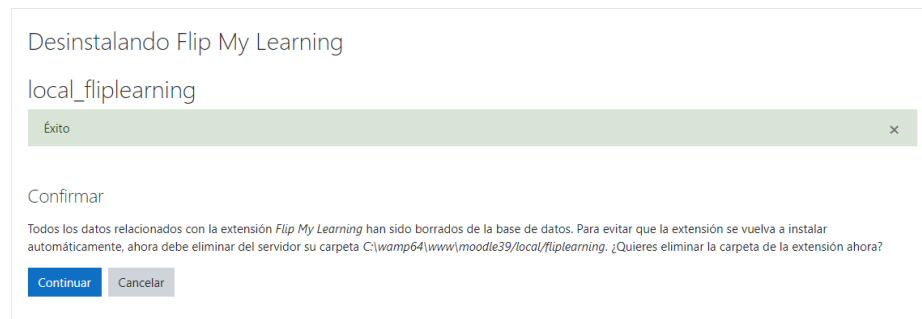 Desinstalando Flip My Learning
local_fliplearning
Éxito ×
Confirmar
Todos los datos relacionados con la extensión Flip My Learning han sido borrados de la base de datos. Para evitar que la extensión se vuelva a instalar
automáticamente, ahora debe eliminar del servidor su carpeta C:\wamp64\www\moodle39/local/fliplearning. ¿Quieres eliminar la carpeta de la extensión ahora?
Continuar Cancelar